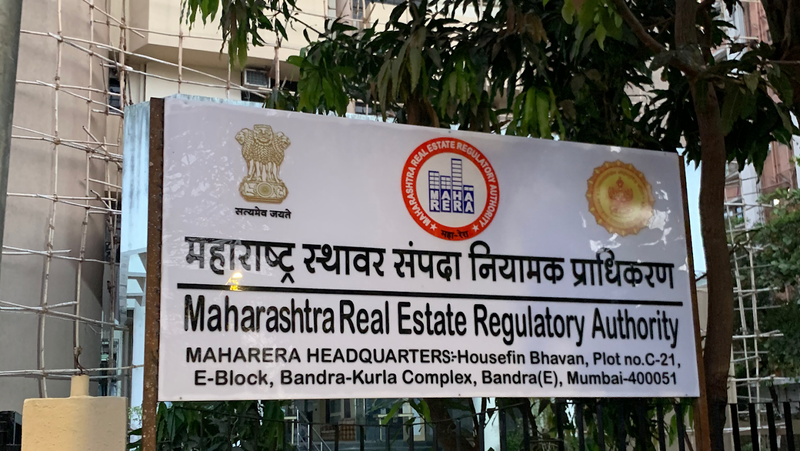 सत्यमेव जयते
MAHARASHTRA REAL ESTATE REGULATORY AUTHORITY
MAHA
RERA
महा-रेरा
महाराष्ट्र स्थावर संपदा नियामक प्राधिकरण
Maharashtra Real Estate Regulatory Authority
MAHARERA HEADQUARTERS:-Housefin Bhavan, Plot no.C-21,
E-Block, Bandra-Kurla Complex, Bandra(E), Mumbai-400051